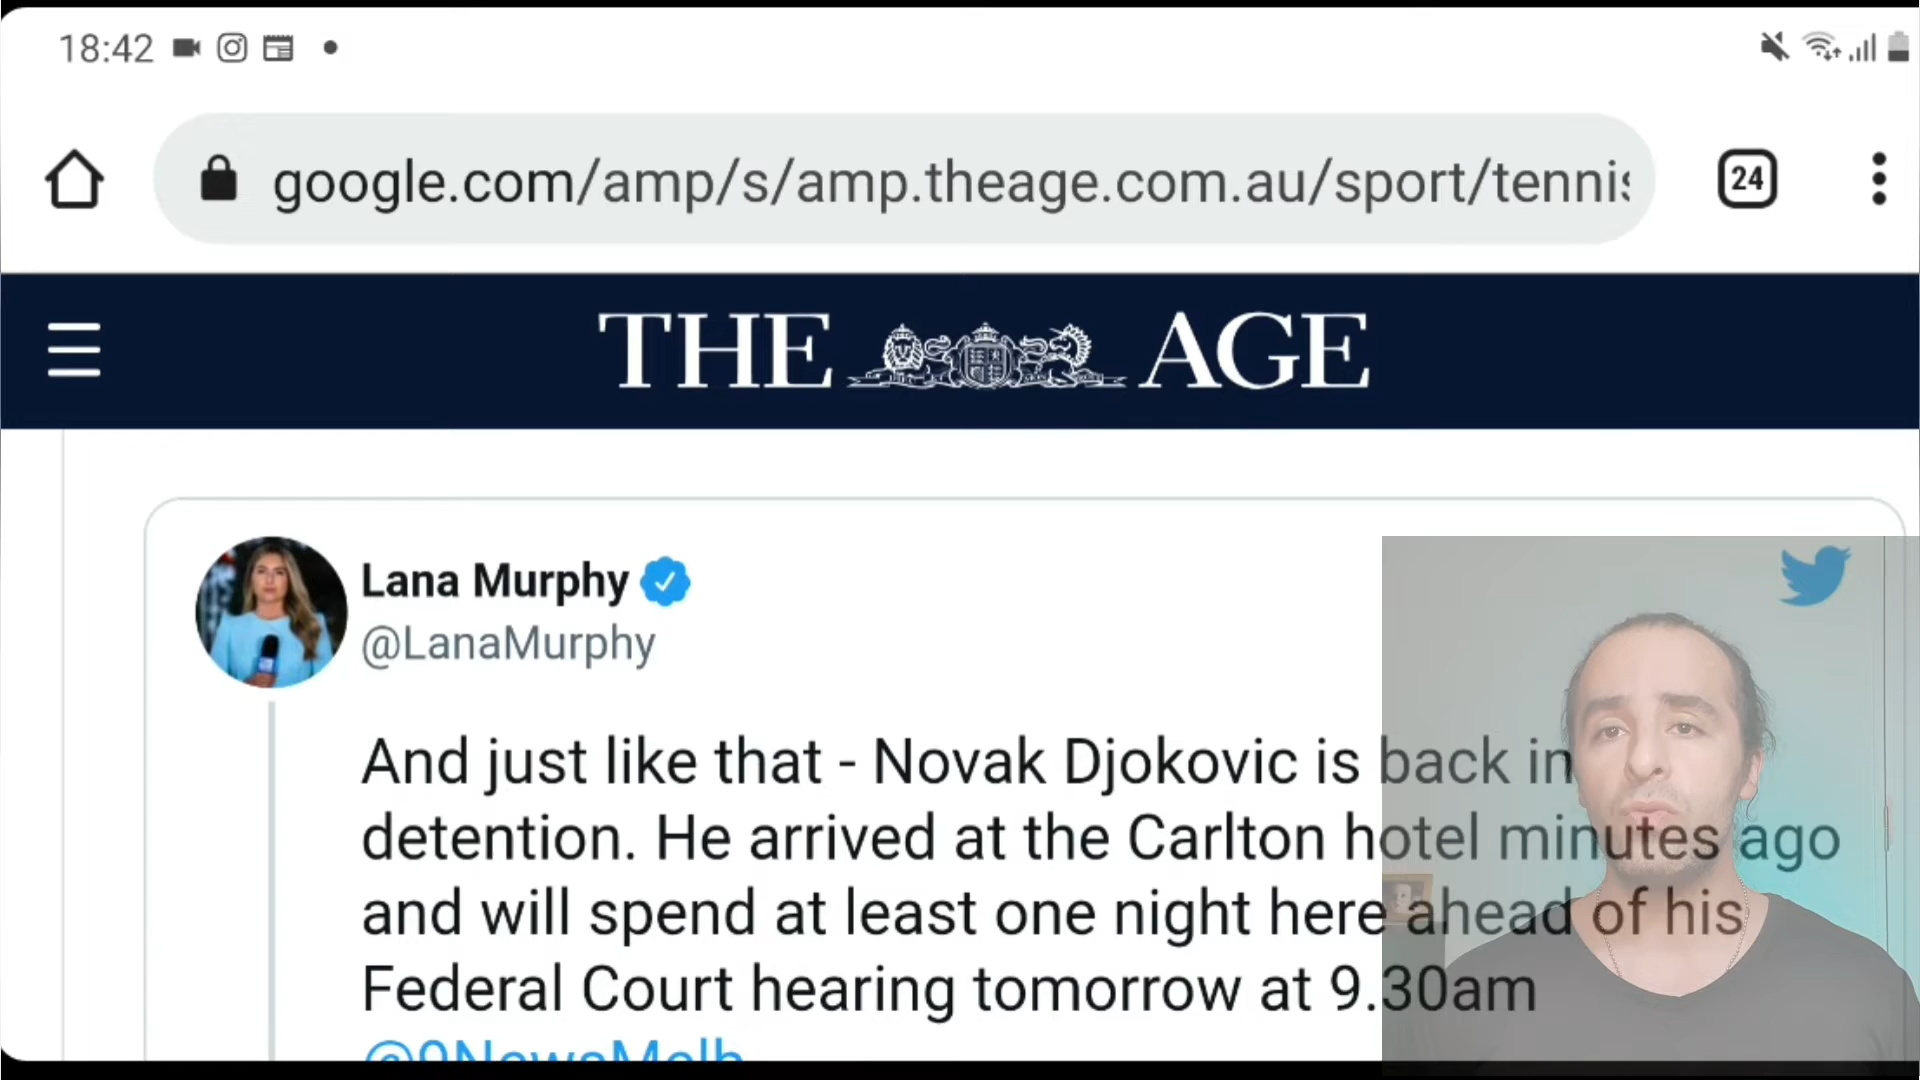 18:42
google.com/amp/s/amp.theage.com.au/sport/tennis
24
THE AGE
Lana Murphy
@LanaMurphy
And just like that - Novak Djokovic is back in
detention. He arrived at the Carlton hotel minutes ago
and will spend at least one night here ahead of his
Federal Court hearing tomorrow at 9.30am
@9NewsMelb